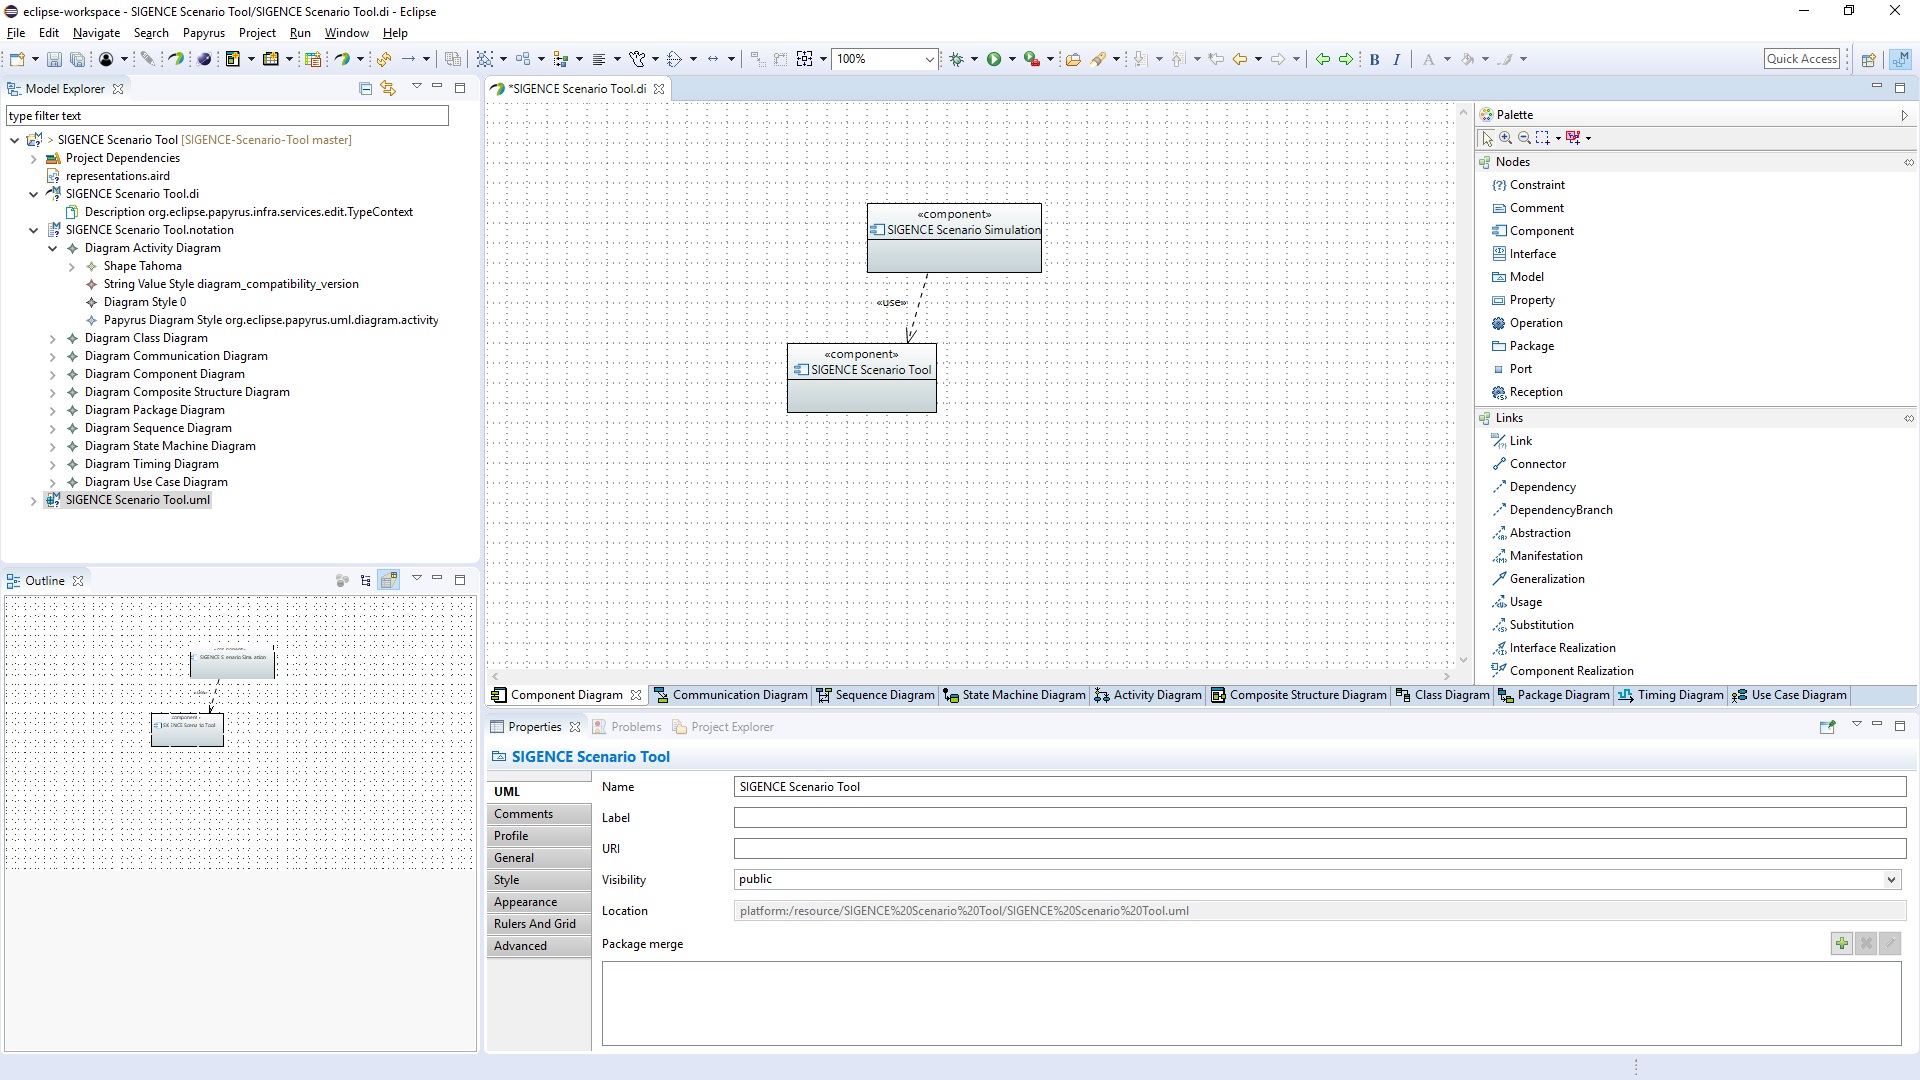 eclipse-workspace - SIGENCE Scenario Tool/SIGENCE Scenario Tool.di - Eclipse
File Edit Navigate Search Papyrus Project Run Window Help
100%
B I A
Quick Access
Model Explorer
type filter text
> SIGENCE Scenario Tool [SIGENCE-Scenario-Tool master]
Project Dependencies
representations.aird
SIGENCE Scenario Tool.di
Description org.eclipse.papyrus.infra.services.edit.TypeContext
SIGENCE Scenario Tool.notation
Diagram Activity Diagram
Shape Tahoma
String Value Style diagram_compatibility_version
Diagram Style 0
Papyrus Diagram Style org.eclipse.papyrus.uml.diagram.activity
Diagram Class Diagram
Diagram Communication Diagram
Diagram Component Diagram
Diagram Composite Structure Diagram
Diagram Package Diagram
Diagram Sequence Diagram
Diagram State Machine Diagram
Diagram Timing Diagram
Diagram Use Case Diagram
SIGENCE Scenario Tool.uml
Outline
*SIGENCE Scenario Tool.di
«component»
SIGENCE Scenario Simulation
«use»
«component»
SIGENCE Scenario Tool
Palette
Nodes
Constraint
Comment
Component
Interface
Model
Property
Operation
Package
Port
Reception
Links
Link
Connector
Dependency
DependencyBranch
Abstraction
Manifestation
Generalization
Usage
Substitution
Interface Realization
Component Realization
Component Diagram Communication Diagram Sequence Diagram State Machine Diagram Activity Diagram Composite Structure Diagram Class Diagram Package Diagram Timing Diagram Use Case Diagram
Properties Problems Project Explorer
SIGENCE Scenario Tool
UML
Comments
Profile
General
Style
Appearance
Rulers And Grid
Advanced
Name SIGENCE Scenario Tool
Label
URI
Visibility public
Location platform:/resource/SIGENCE%20Scenario%20Tool/SIGENCE%20Scenario%20Tool.uml
Package merge